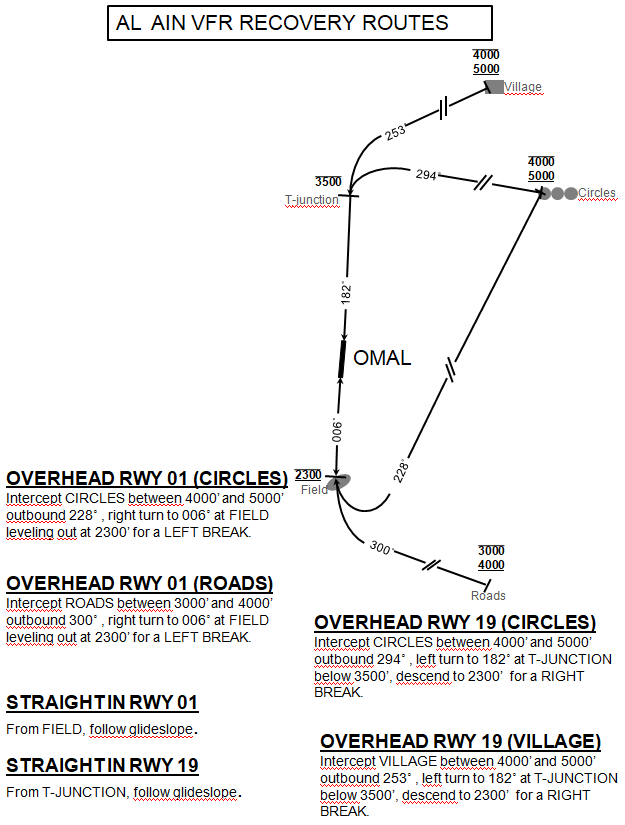 AL AIN VFR RECOVERY ROUTES
4000
5000
Village
253˚
4000
5000
Circles
294˚
3500
T-junction
182˚
OMAL
006˚
228˚
2300
Field
300˚
3000
4000
Roads
OVERHEAD RWY 01 (CIRCLES)
Intercept CIRCLES between 4000’ and 5000’
outbound 228˚ , right turn to 006˚ at FIELD
leveling out at 2300’ for a LEFT BREAK.
OVERHEAD RWY 01 (ROADS)
Intercept ROADS between 3000’ and 4000’
outbound 300˚ , right turn to 006˚ at FIELD
leveling out at 2300’ for a LEFT BREAK.
STRAIGHT IN RWY 01
From FIELD, follow glideslope.
STRAIGHT IN RWY 19
From T-JUNCTION, follow glideslope.
OVERHEAD RWY 19 (CIRCLES)
Intercept CIRCLES between 4000’ and 5000’
outbound 294˚ , left turn to 182˚ at T-JUNCTION
below 3500’, descend to 2300’ for a RIGHT
BREAK.
OVERHEAD RWY 19 (VILLAGE)
Intercept VILLAGE between 4000’ and 5000’
outbound 253˚ , left turn to 182˚ at T-JUNCTION
below 3500’, descend to 2300’ for a RIGHT
BREAK.